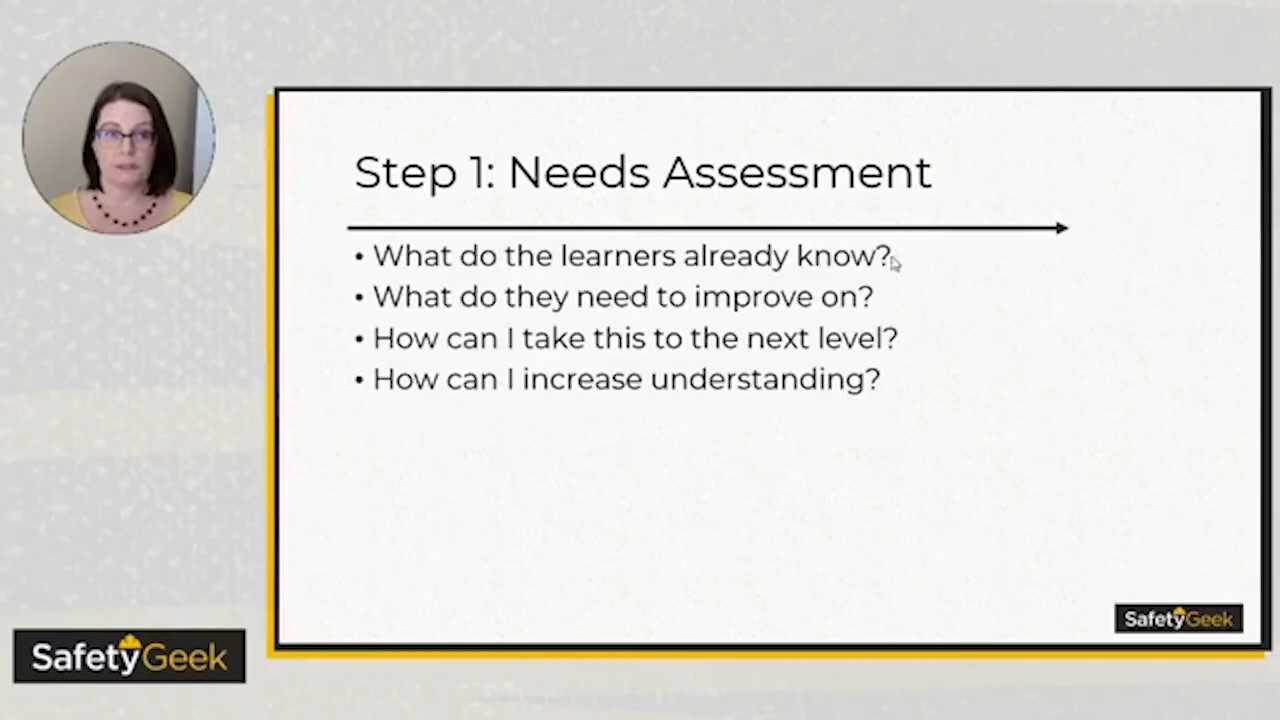 Step 1: Needs Assessment
• What do the learners already know?
• What do they need to improve on?
• How can I take this to the next level?
• How can I increase understanding?
SafetyGeek
SafetyGeek